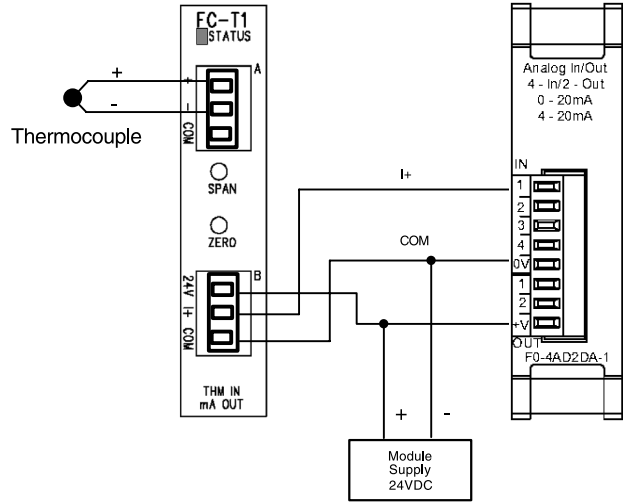 FC-T1
STATUS
A
+
-
+
-
COM
Thermocouple
SPAN
ZERO
B
24V
I+
COM
THM IN
mA OUT
I+
COM
+
-
Module
Supply
24VDC
Analog In/Out
4 - In/2 - Out
0 - 20mA
4 - 20mA
IN
1
2
3
4
0V
1
2
+V
OUT
F0-4AD2DA-1